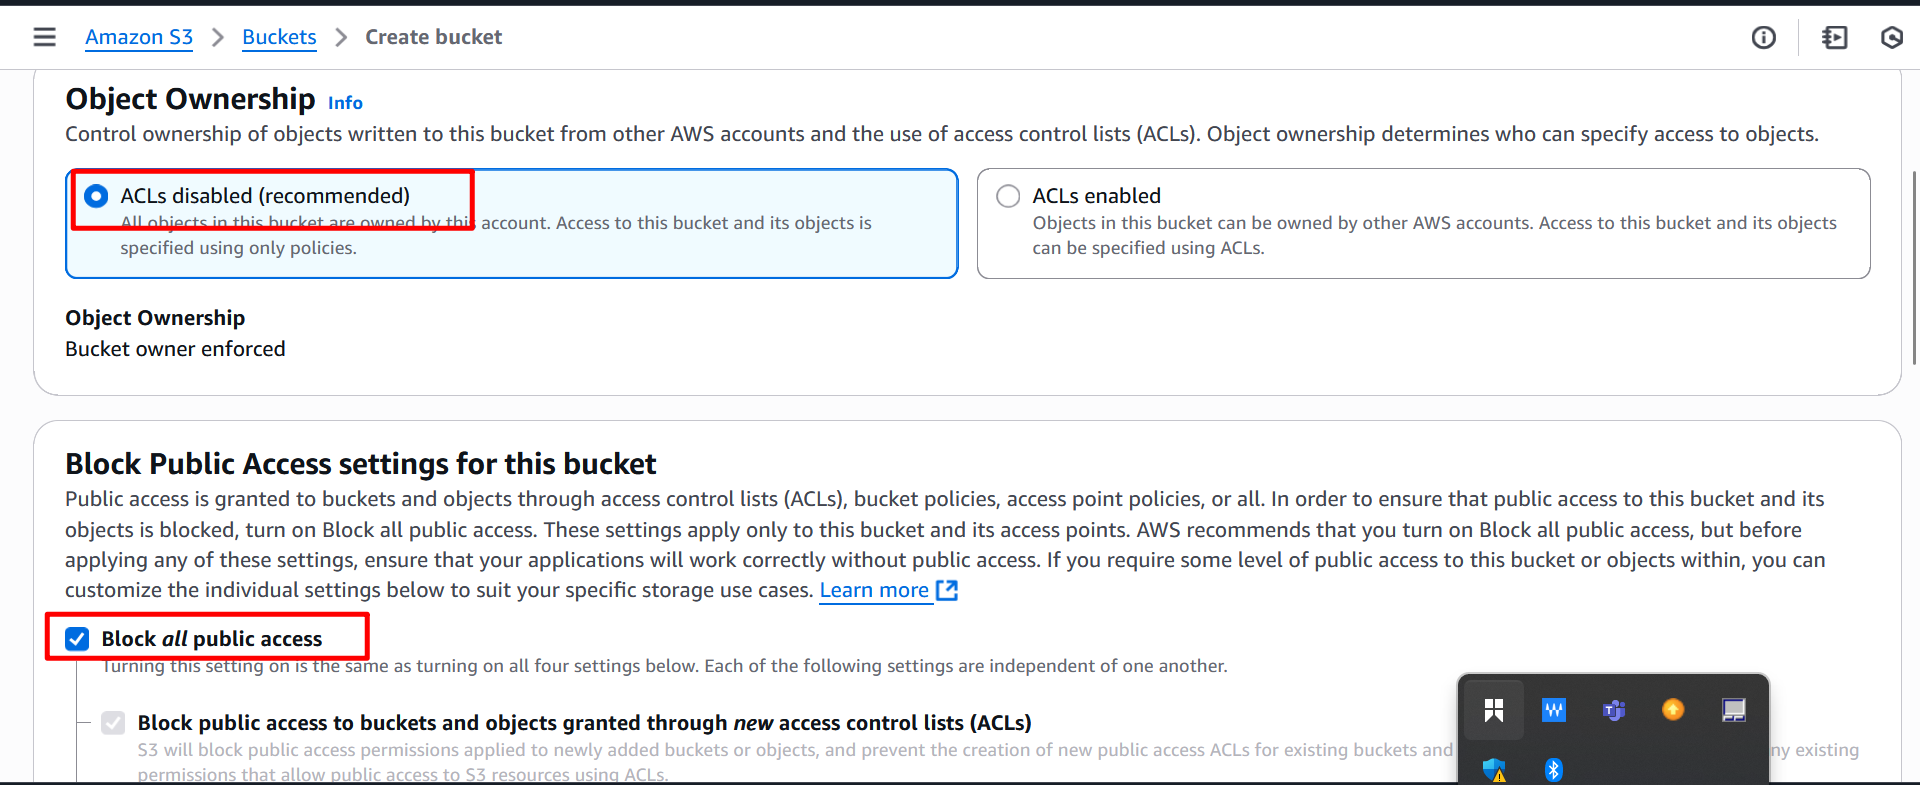 Amazon S3 > Buckets > Create bucket
Object Ownership Info
Control ownership of objects written to this bucket from other AWS accounts and the use of access control lists (ACLs). Object ownership determines who can specify access to objects.
ACLs disabled (recommended)
All objects in this bucket are owned by this account. Access to this bucket and its objects is
specified using only policies.
ACLs enabled
Objects in this bucket can be owned by other AWS accounts. Access to this bucket and its objects
can be specified using ACLs.
Object Ownership
Bucket owner enforced
Block Public Access settings for this bucket
Public access is granted to buckets and objects through access control lists (ACLs), bucket policies, access point policies, or all. In order to ensure that public access to this bucket and its
objects is blocked, turn on Block all public access. These settings apply only to this bucket and its access points. AWS recommends that you turn on Block all public access, but before
applying any of these settings, ensure that your applications will work correctly without public access. If you require some level of public access to this bucket or objects within, you can
customize the individual settings below to suit your specific storage use cases. Learn more
Block all public access
Turning this setting on is the same as turning on all four settings below. Each of the following settings are independent of one another.
Block public access to buckets and objects granted through new access control lists (ACLs)
S3 will block public access permissions applied to newly added buckets or objects, and prevent the creation of new public access ACLs for existing buckets and ny existing
permissions that allow public access to S3 resources using ACLs.